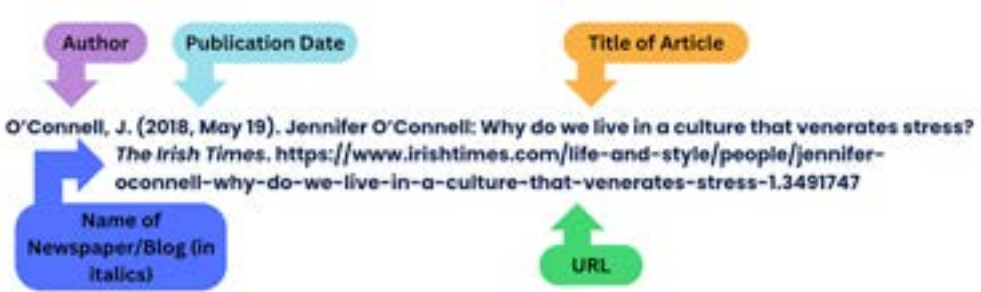 Author
Publication Date
Title of Article
O'Connell, J. (2018, May 19). Jennifer O'Connell: Why do we live in a culture that venerates stress?
The Irish Times. https://www.irishtimes.com/life-and-style/people/jennifer-
oconnell-why-do-we-live-in-a-culture-that-venerates-stress-1.3491747
Name of
Newspaper/Blog (in
italics)
URL